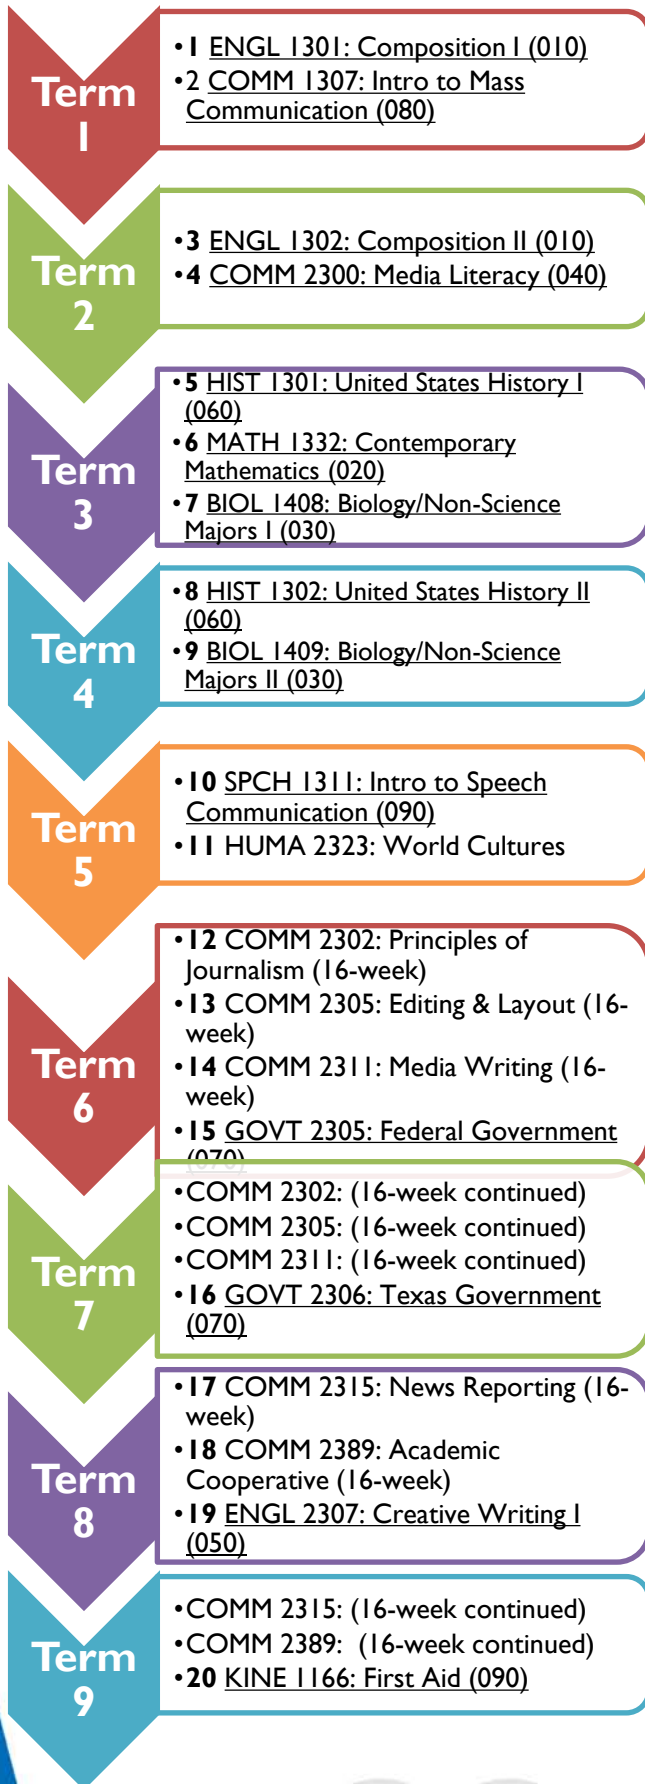 Term
1
•1 ENGL 1301: Composition I (010)
•2 COMM 1307: Intro to Mass
Communication (080)
Term
2
•3 ENGL 1302: Composition II (010)
•4 COMM 2300: Media Literacy (040)
Term
3
•5 HIST 1301: United States History I
(060)
•6 MATH 1332: Contemporary
Mathematics (020)
•7 BIOL 1408: Biology/Non-Science
Majors I (030)
Term
4
•8 HIST 1302: United States History II
(060)
•9 BIOL 1409: Biology/Non-Science
Majors II (030)
Term
5
•10 SPCH 1311: Intro to Speech
Communication (090)
•11 HUMA 2323: World Cultures
Term
6
•12 COMM 2302: Principles of
Journalism (16-week)
•13 COMM 2305: Editing & Layout (16-
week)
•14 COMM 2311: Media Writing (16-
week)
•15 GOVT 2305: Federal Government
(070)
Term
7
•COMM 2302: (16-week continued)
•COMM 2305: (16-week continued)
•COMM 2311: (16-week continued)
•16 GOVT 2306: Texas Government
(070)
Term
8
•17 COMM 2315: News Reporting (16-
week)
•18 COMM 2389: Academic
Cooperative (16-week)
•19 ENGL 2307: Creative Writing I
(050)
Term
9
•COMM 2315: (16-week continued)
•COMM 2389: (16-week continued)
•20 KINE 1166: First Aid (090)